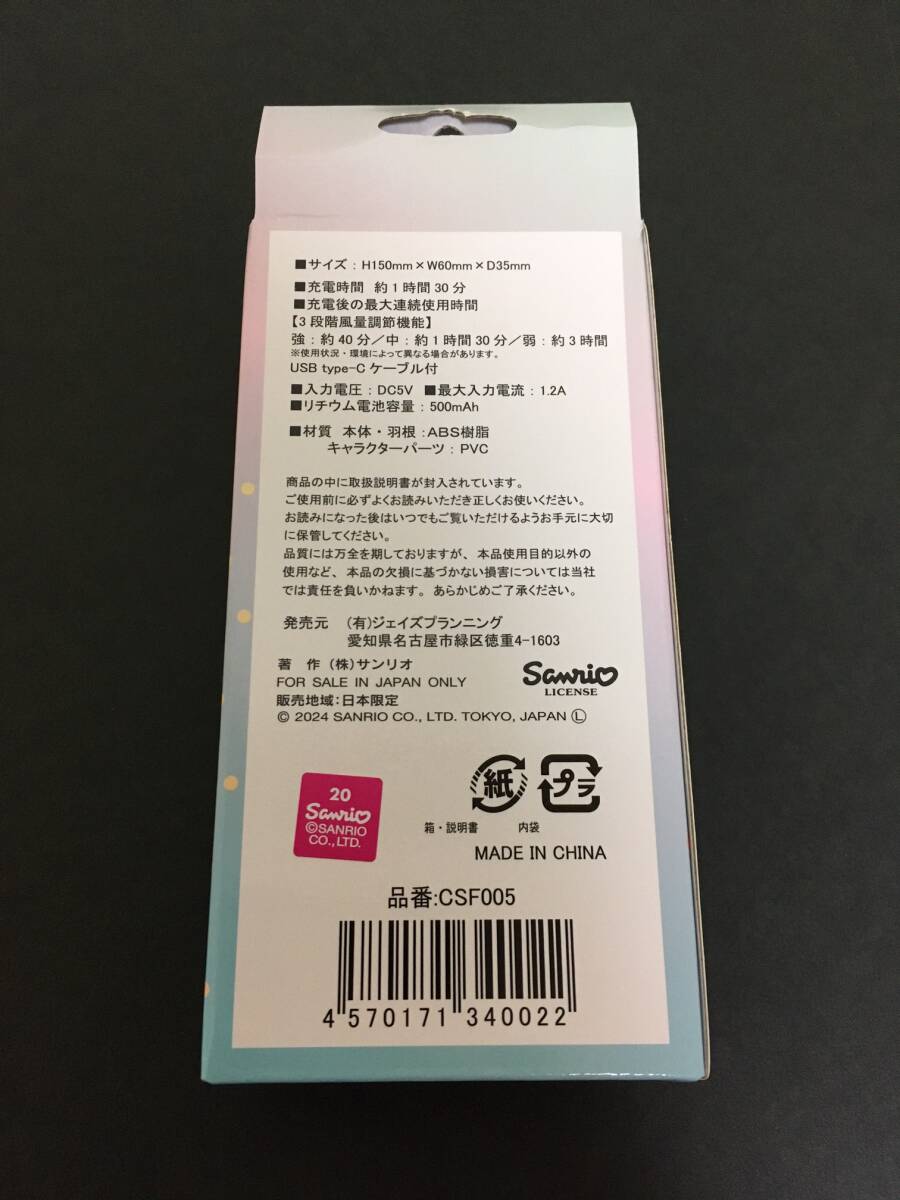 ■サイズ：H150mm×W60mm×D35mm
■充電時間 約1時間30分
■充電後の最大連続使用時間
【3段階風量調節機能】
強：約40分／中：約1時間30分／弱：約3時間
※使用状況・環境によって異なる場合があります。
USB type-C ケーブル付
■入力電圧：DC5V ■最大入力電流：1.2A
■リチウム電池容量：500mAh
■材質 本体・羽根：ABS樹脂
キャラクターパーツ：PVC
商品の中に取扱説明書が封入されています。
ご使用前に必ずよくお読みいただき正しくお使いください。
お読みになった後はいつでもご覧いただけるようお手元に大切
に保管してください。
品質には万全を期しておりますが、本品使用目的以外の
使用など、本品の欠損に基づかない損害については当社
では責任を負いかねます。あらかじめご了承ください。
発売元 (有)ジェイズプランニング
愛知県名古屋市緑区徳重4-1603
著 作 (株)サンリオ
FOR SALE IN JAPAN ONLY
販売地域：日本限定
© 2024 SANRIO CO., LTD. TOKYO, JAPAN Ⓛ
Sanrio
LICENSE
20
Sanrio
©SANRIO
CO., LTD.
紙
プラ
箱・説明書 内袋
MADE IN CHINA
品番:CSF005
4 570171 340022